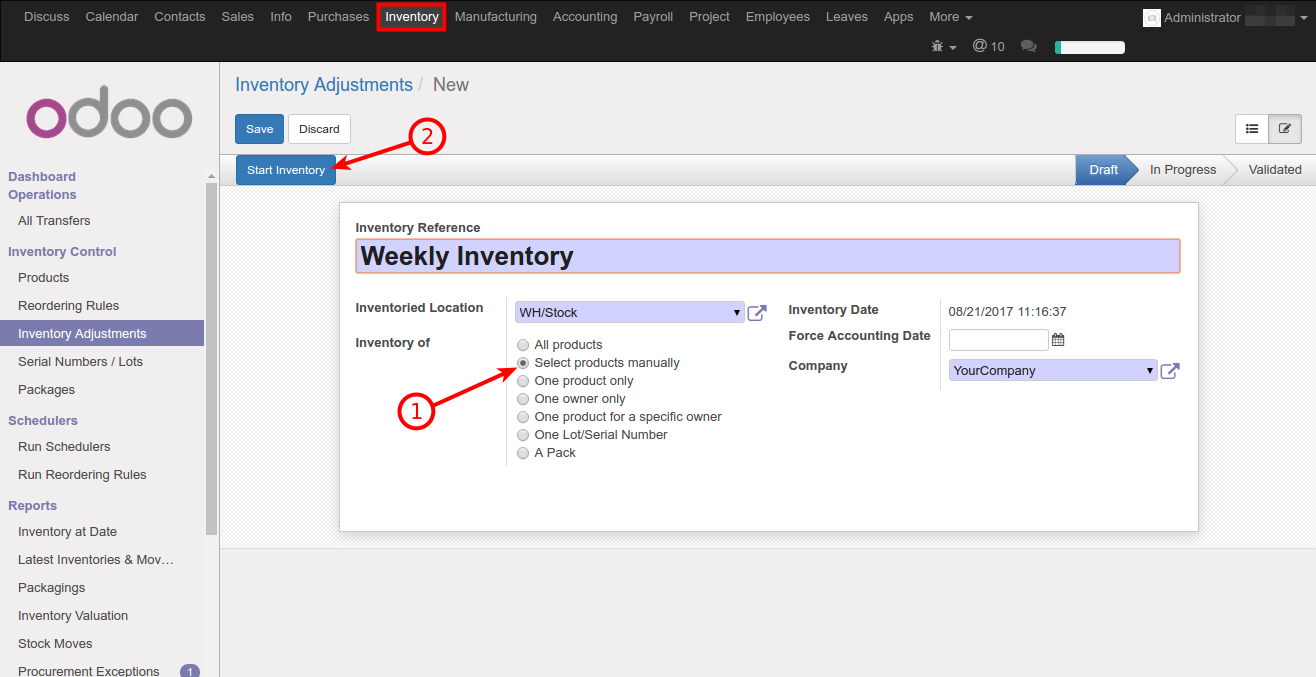 Discuss Calendar Contacts Sales Info Purchases Inventory Manufacturing Accounting Payroll Project Employees Leaves Apps More Administrator
@ 10
odoo
Dashboard
Operations
All Transfers
Inventory Control
Products
Reordering Rules
Inventory Adjustments
Serial Numbers / Lots
Packages
Schedulers
Run Schedulers
Run Reordering Rules
Reports
Inventory at Date
Latest Inventories & Mov…
Packagings
Inventory Valuation
Stock Moves
Procurement Exceptions 1
Inventory Adjustments / New
Save Discard
2
Start Inventory
Draft In Progress Validated
Inventory Reference
Weekly Inventory
Inventoried Location WH/Stock
Inventory of
All products
Select products manually
One product only
One owner only
One product for a specific owner
One Lot/Serial Number
A Pack
1
Inventory Date 08/21/2017 11:16:37
Force Accounting Date
Company YourCompany